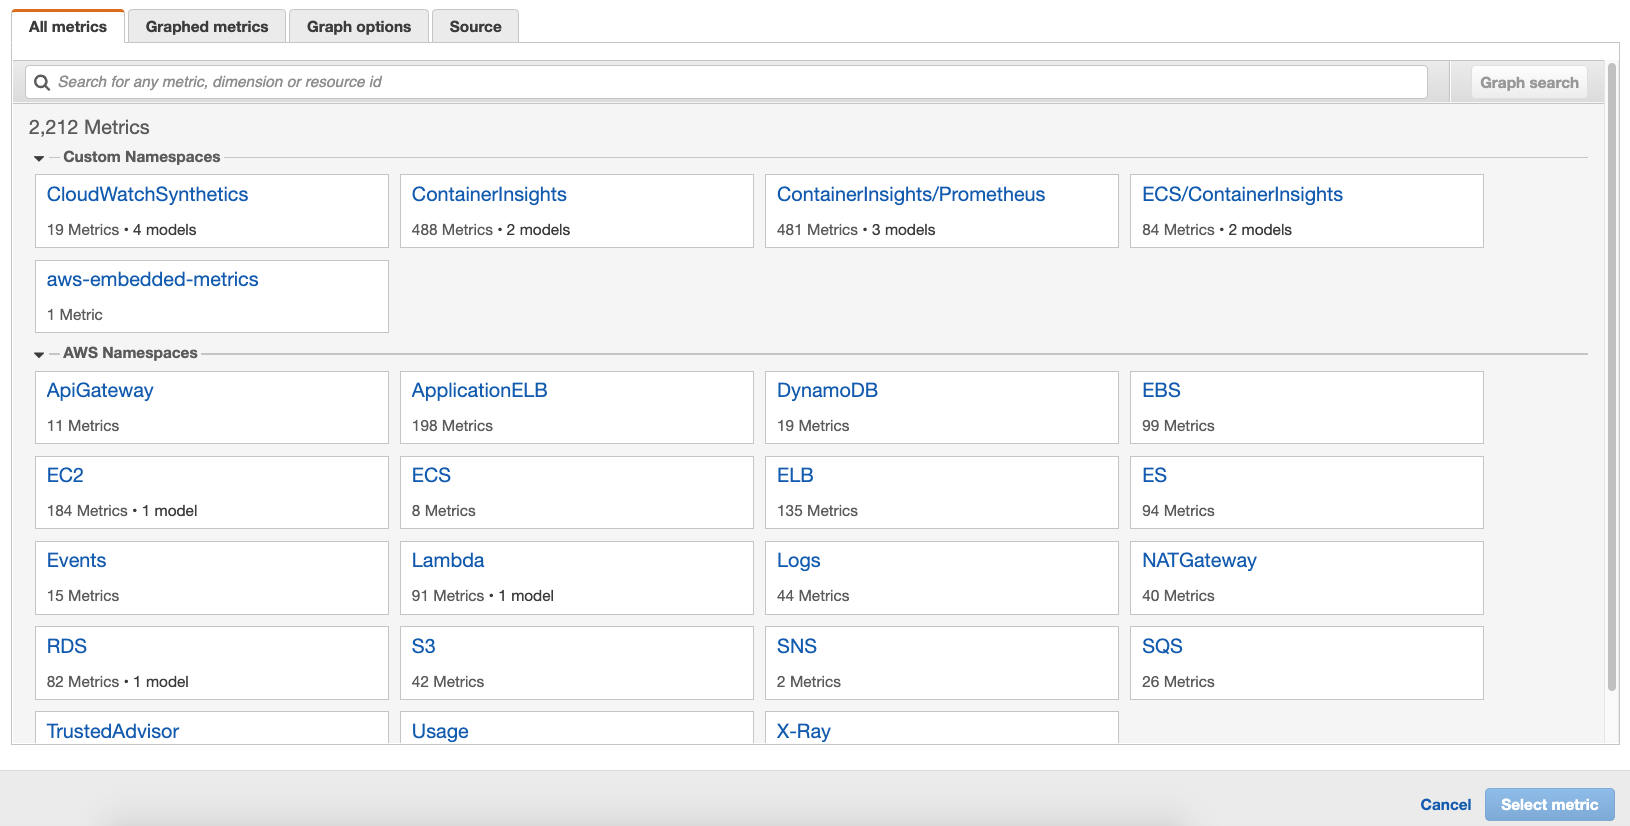 All metrics
Graphed metrics
Graph options
Source
Search for any metric, dimension or resource id
Graph search
2,212 Metrics
Custom Namespaces
CloudWatchSynthetics
19 Metrics • 4 models
ContainerInsights
488 Metrics • 2 models
ContainerInsights/Prometheus
481 Metrics • 3 models
ECS/ContainerInsights
84 Metrics • 2 models
aws-embedded-metrics
1 Metric
AWS Namespaces
ApiGateway
11 Metrics
ApplicationELB
198 Metrics
DynamoDB
19 Metrics
EBS
99 Metrics
EC2
184 Metrics • 1 model
ECS
8 Metrics
ELB
135 Metrics
ES
94 Metrics
Events
15 Metrics
Lambda
91 Metrics • 1 model
Logs
44 Metrics
NATGateway
40 Metrics
RDS
82 Metrics • 1 model
S3
42 Metrics
SNS
2 Metrics
SQS
26 Metrics
TrustedAdvisor
Usage
X-Ray
Cancel
Select metric